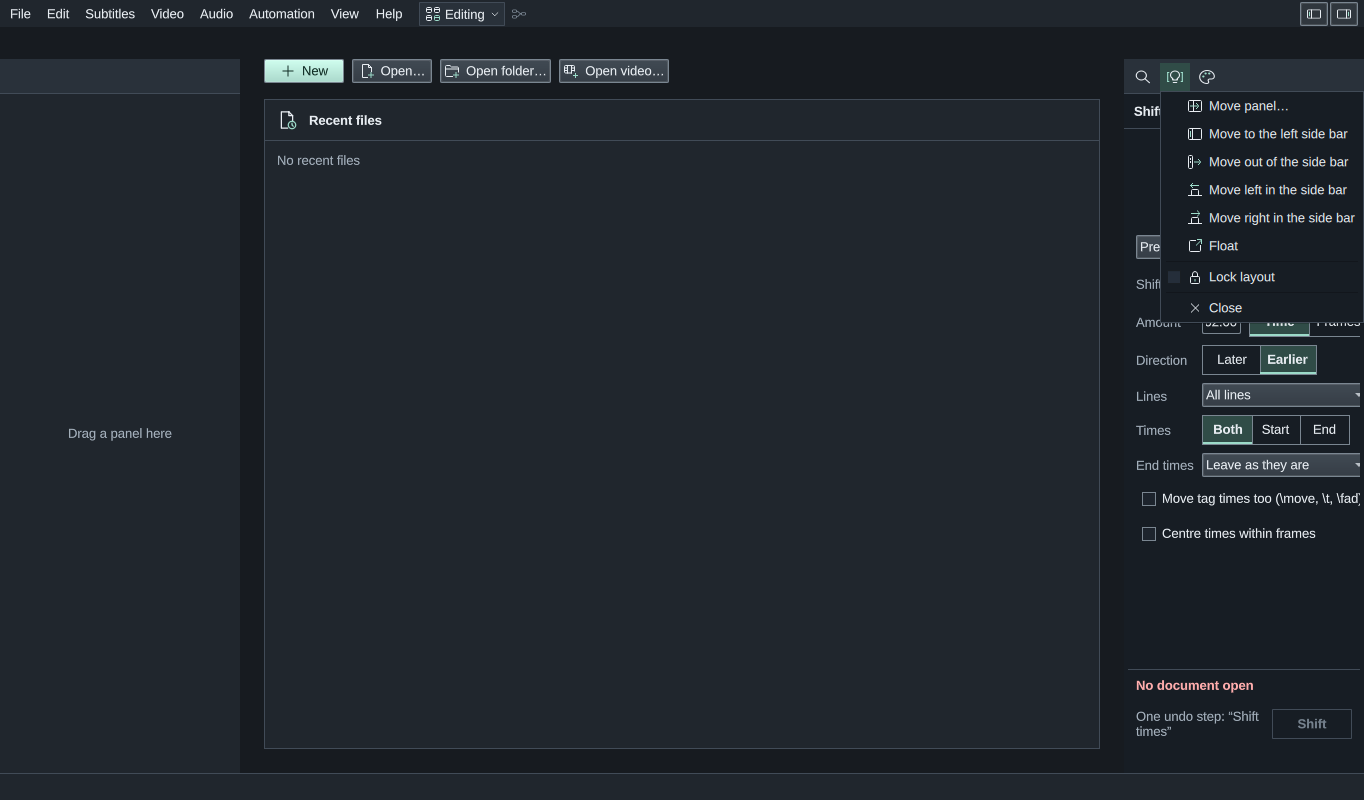 File Edit Subtitles Video Audio Automation View Help Editing
New Open… Open folder… Open video…
Recent files
No recent files
Drag a panel here
Move panel…
Move to the left side bar
Move out of the side bar
Move left in the side bar
Move right in the side bar
Float
Lock layout
Close
Shift
Pre
Shift
Amount Time Frames
Direction Later Earlier
Lines All lines
Times Both Start End
End times Leave as they are
Move tag times too (\move, \t, \fad)
Centre times within frames
No document open
One undo step: “Shift
times”
Shift